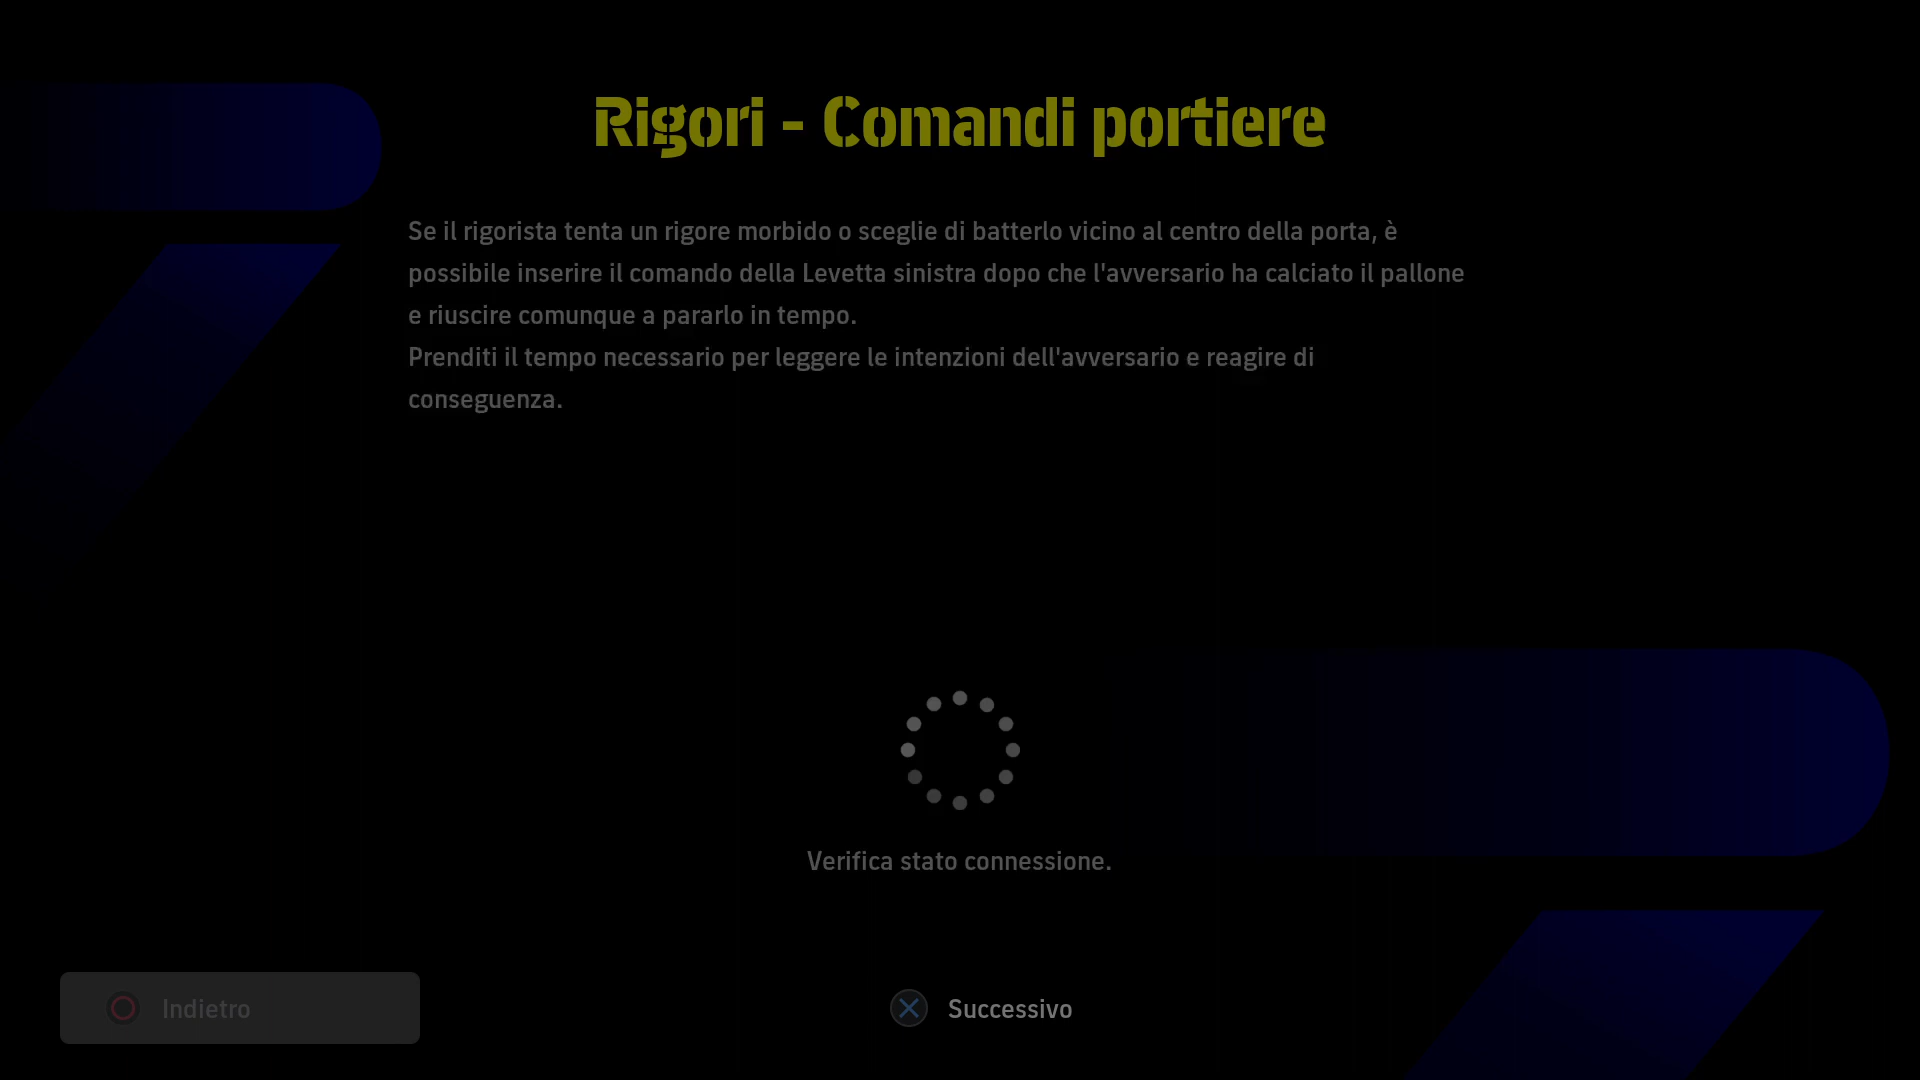 Rigori - Comandi portiere
Se il rigorista tenta un rigore morbido o sceglie di batterlo vicino al centro della porta, è
possibile inserire il comando della Levetta sinistra dopo che l'avversario ha calciato il pallone
e riuscire comunque a pararlo in tempo.
Prenditi il tempo necessario per leggere le intenzioni dell'avversario e reagire di
conseguenza.
Verifica stato connessione.
Indietro
Successivo